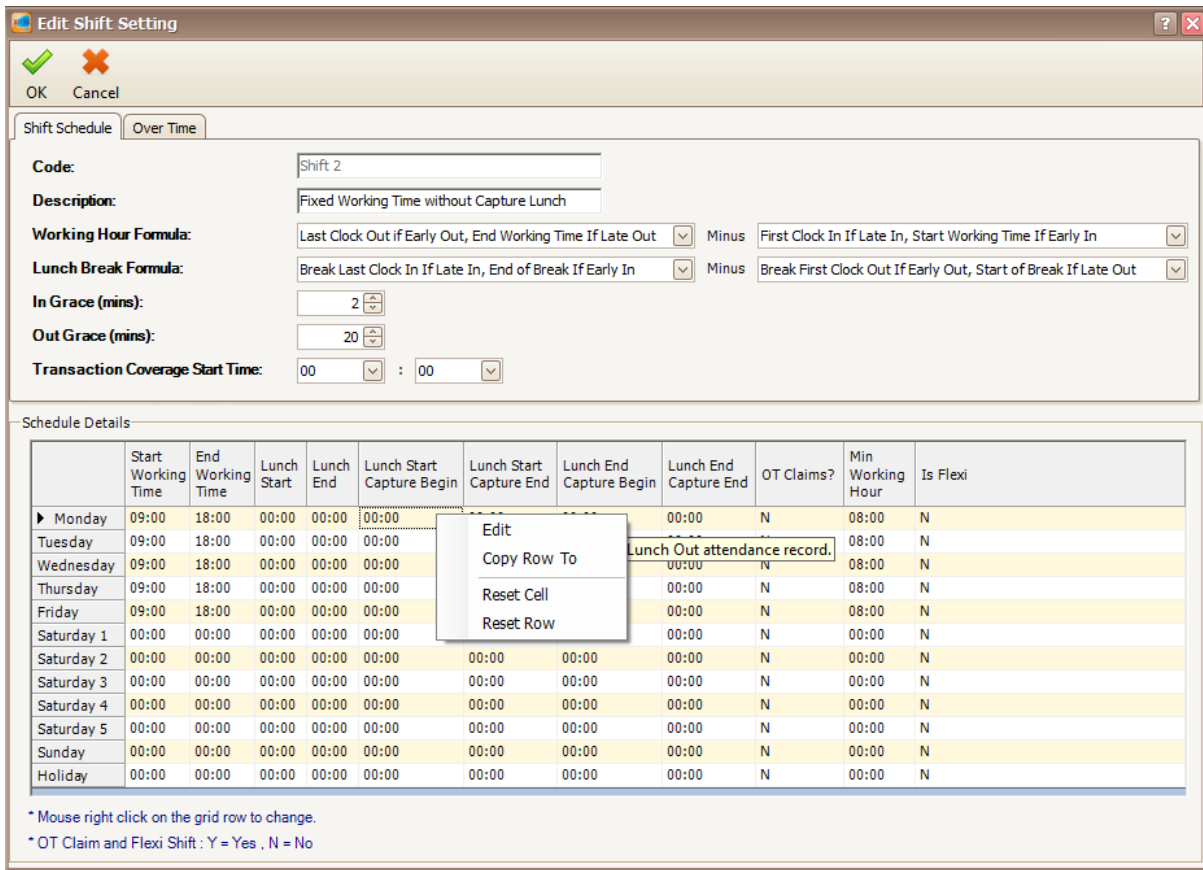 Edit Shift Setting
?
OK Cancel
Shift Schedule Over Time
Code: Shift 2
Description: Fixed Working Time without Capture Lunch
Working Hour Formula: Last Clock Out if Early Out, End Working Time If Late Out Minus First Clock In If Late In, Start Working Time If Early In
Lunch Break Formula: Break Last Clock In If Late In, End of Break If Early In Minus Break First Clock Out If Early Out, Start of Break If Late Out
In Grace (mins): 2
Out Grace (mins): 20
Transaction Coverage Start Time: 00 : 00
Schedule Details
Start Working Time End Working Time Lunch Start Lunch End Lunch Start Capture Begin Lunch Start Capture End Lunch End Capture Begin Lunch End Capture End OT Claims? Min Working Hour Is Flexi
Monday 09:00 18:00 00:00 00:00 00:00 00:00 N 08:00 N
Edit
Tuesday 09:00 18:00 00:00 00:00 00:00 N 08:00 N
Lunch Out attendance record.
Copy Row To
Wednesday 09:00 18:00 00:00 00:00 00:00 00:00 N 08:00 N
Thursday 09:00 18:00 00:00 00:00 00:00 00:00 N 08:00 N
Reset Cell
Friday 09:00 18:00 00:00 00:00 00:00 00:00 N 08:00 N
Reset Row
Saturday 1 00:00 00:00 00:00 00:00 00:00 00:00 N 00:00 N
Saturday 2 00:00 00:00 00:00 00:00 00:00 00:00 00:00 00:00 N 00:00 N
Saturday 3 00:00 00:00 00:00 00:00 00:00 00:00 00:00 00:00 N 00:00 N
Saturday 4 00:00 00:00 00:00 00:00 00:00 00:00 00:00 00:00 N 00:00 N
Saturday 5 00:00 00:00 00:00 00:00 00:00 00:00 00:00 00:00 N 00:00 N
Sunday 00:00 00:00 00:00 00:00 00:00 00:00 00:00 00:00 N 00:00 N
Holiday 00:00 00:00 00:00 00:00 00:00 00:00 00:00 00:00 N 00:00 N
* Mouse right click on the grid row to change.
* OT Claim and Flexi Shift : Y = Yes , N = No